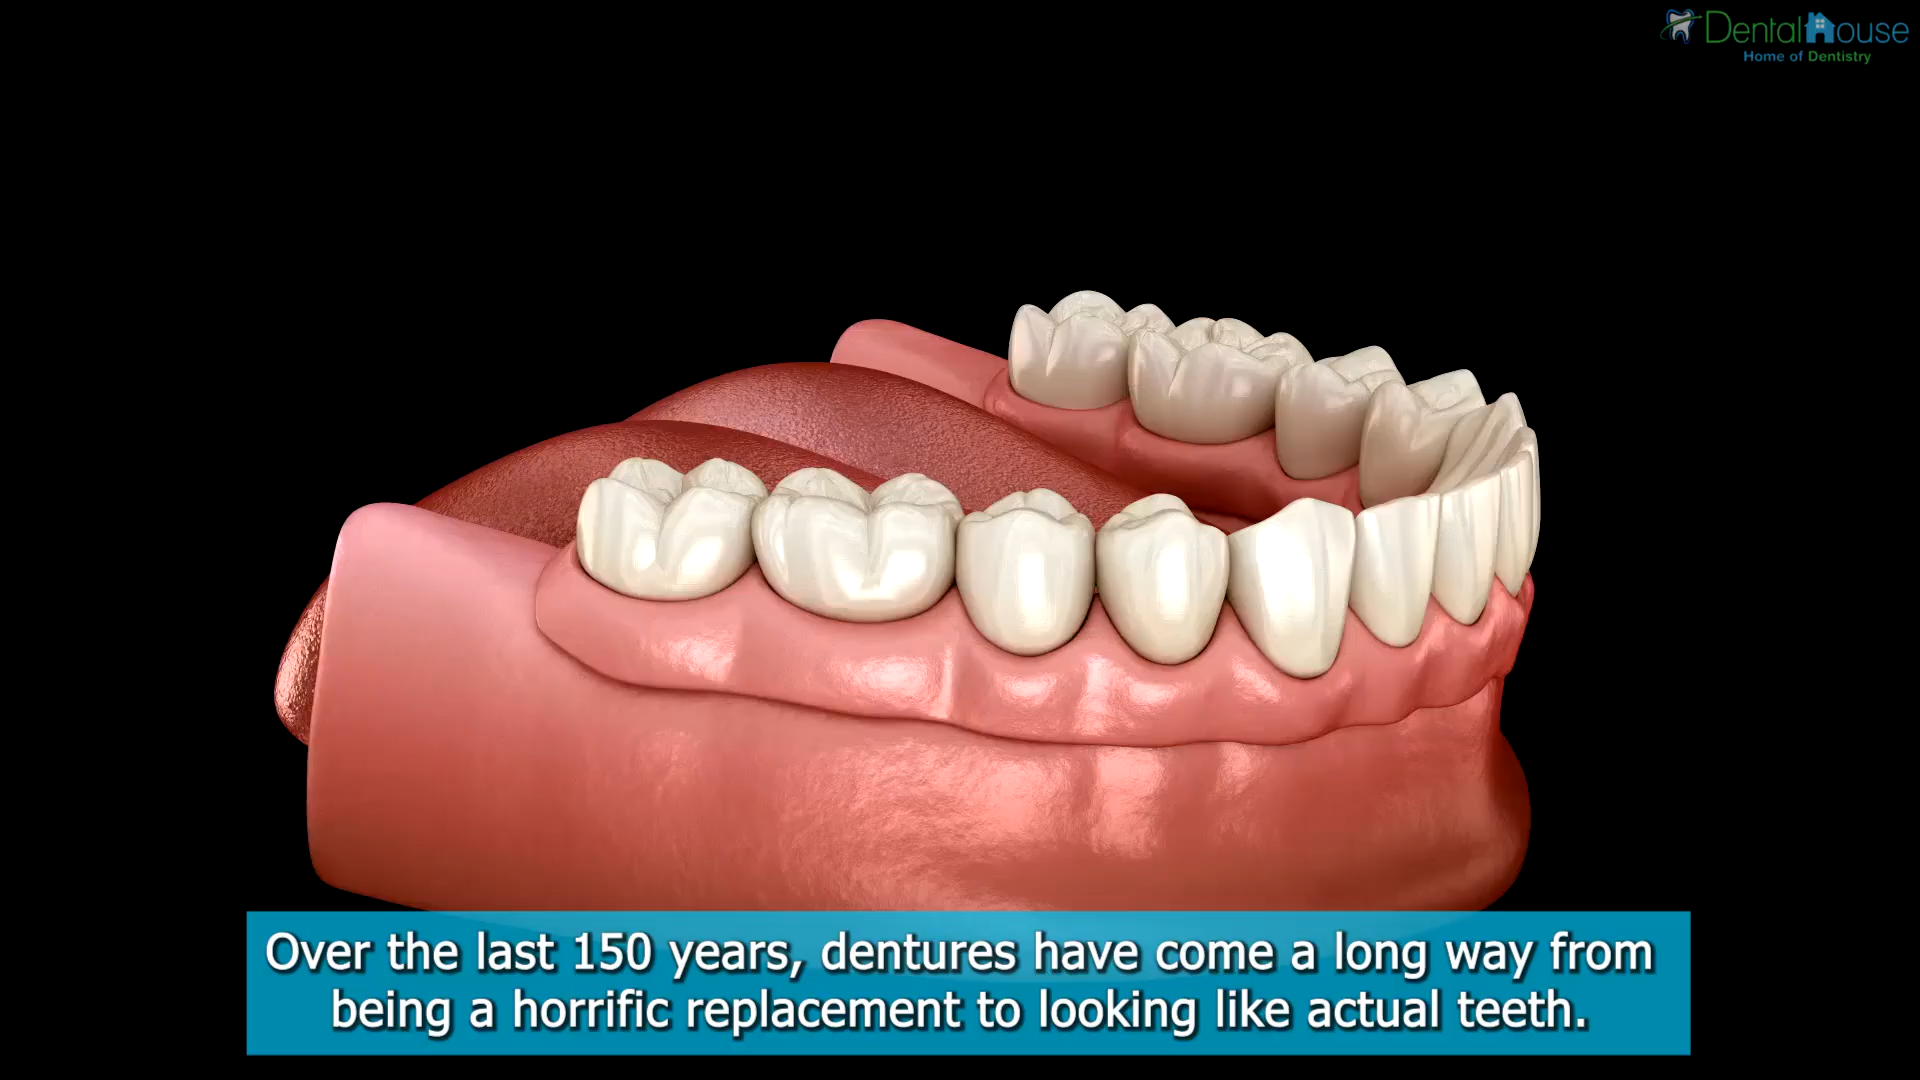 DentalHouse
Home of Dentistry
Over the last 150 years, dentures have come a long way from
being a horrific replacement to looking like actual teeth.